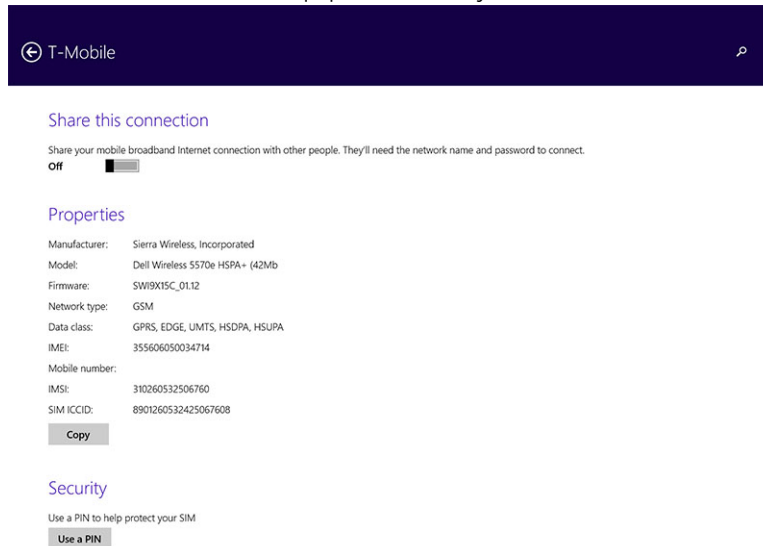 T-Mobile
Share this connection
Share your mobile broadband Internet connection with other people. They'll need the network name and password to connect.
Off
Properties
Manufacturer: Sierra Wireless, Incorporated
Model: Dell Wireless 5570e HSPA+ (42Mb
Firmware: SWI9X15C_01.12
Network type: GSM
Data class: GPRS, EDGE, UMTS, HSDPA, HSUPA
IMEI: 355606050034714
Mobile number:
IMSI: 310260532506760
SIM ICCID: 8901260532425067608
Copy
Security
Use a PIN to help protect your SIM
Use a PIN